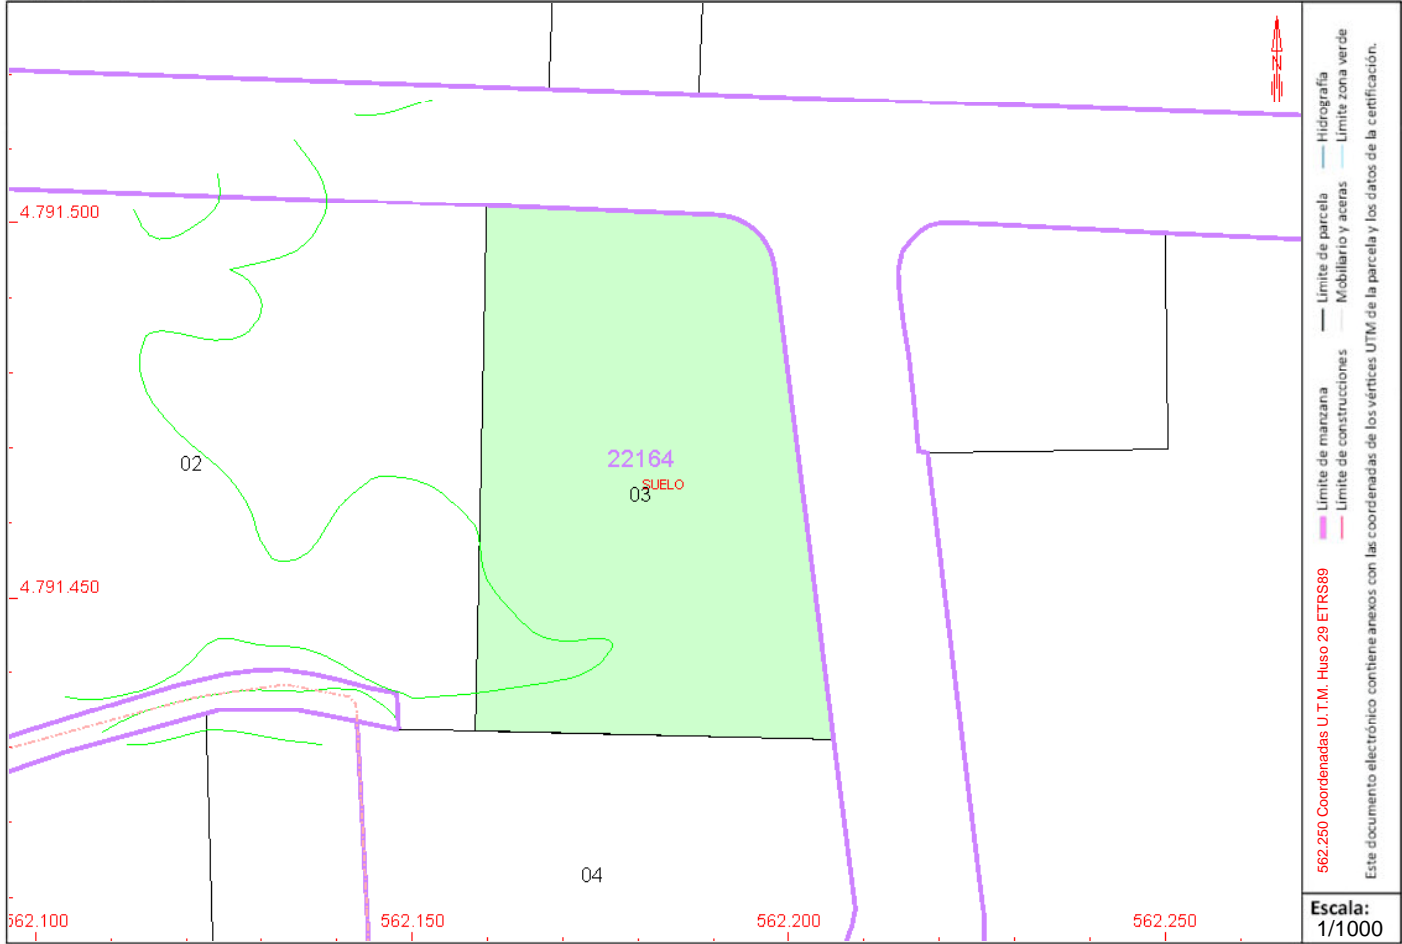 N
4.791.500
22164
SUELO
03
02
4.791.450
04
562.100
562.150
562.200
562.250
562.250 Coordenadas U.T.M. Huso 29 ETRS89
Límite de manzana
Límite de parcela
Hidrografía
Límite de construcciones
Mobiliario y aceras
Límite zona verde
Este documento electrónico contiene anexos con las coordenadas de los vértices UTM de la parcela y los datos de la certificación.
Escala:
1/1000